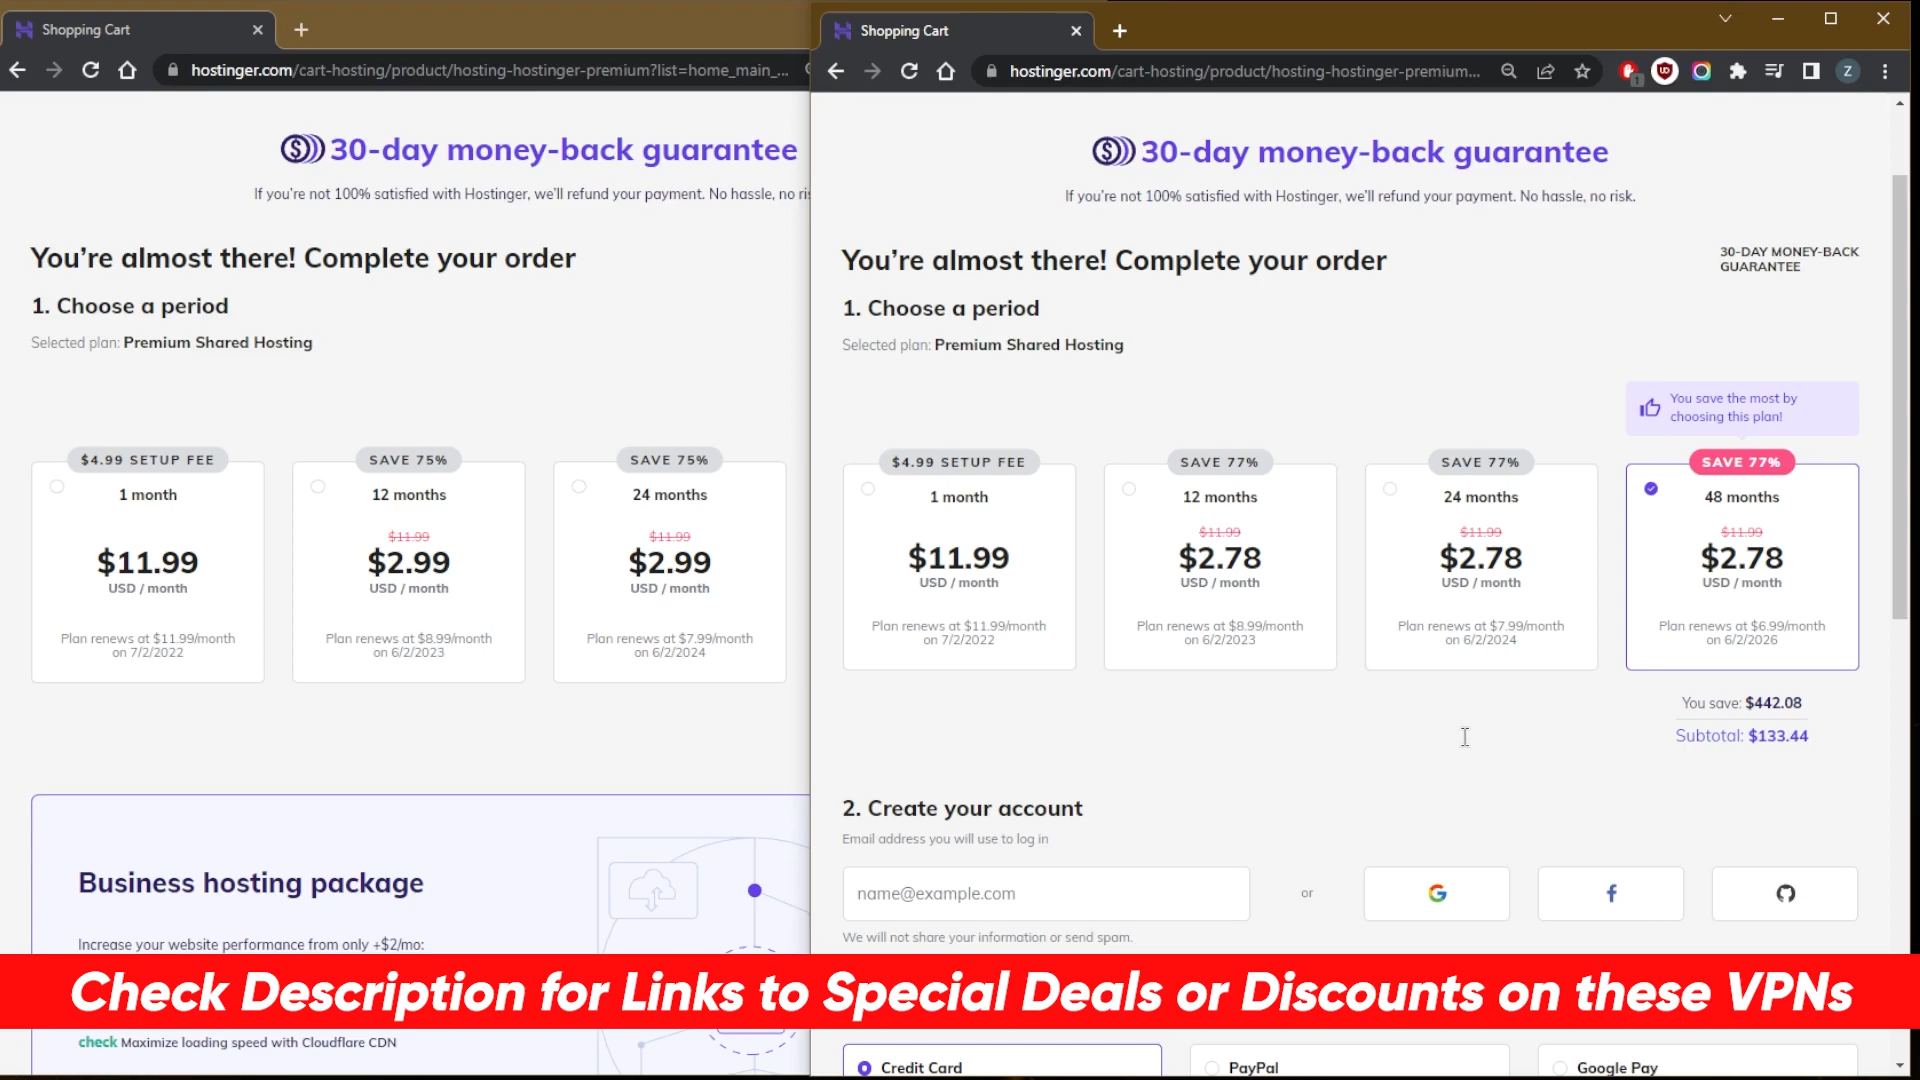 Shopping Cart
hostinger.com/cart-hosting/product/hosting-hostinger-premium?list=home_main_...
30-day money-back guarantee
If you're not 100% satisfied with Hostinger, we'll refund your payment. No hassle, no
You're almost there! Complete your order
1. Choose a period
Selected plan: Premium Shared Hosting
$4.99 SETUP FEE
1 month
$11.99
USD / month
Plan renews at $11.99/month
on 7/2/2022
SAVE 75%
12 months
$11.99
$2.99
USD / month
Plan renews at $8.99/month
on 6/2/2023
SAVE 75%
24 months
$11.99
$2.99
USD / month
Plan renews at $7.99/month
on 6/2/2024
Business hosting package
Increase your website performance from only +$2/mo:
check Maximize loading speed with Cloudflare CDN
Shopping Cart
hostinger.com/cart-hosting/product/hosting-hostinger-premium...
1
Z
30-day money-back guarantee
If you're not 100% satisfied with Hostinger, we'll refund your payment. No hassle, no risk.
You're almost there! Complete your order
30-DAY MONEY-BACK
GUARANTEE
1. Choose a period
Selected plan: Premium Shared Hosting
You save the most by
choosing this plan!
$4.99 SETUP FEE
1 month
$11.99
USD / month
Plan renews at $11.99/month
on 7/2/2022
SAVE 77%
12 months
$11.99
$2.78
USD / month
Plan renews at $8.99/month
on 6/2/2023
SAVE 77%
24 months
$11.99
$2.78
USD / month
Plan renews at $7.99/month
on 6/2/2024
SAVE 77%
48 months
$11.99
$2.78
USD / month
Plan renews at $6.99/month
on 6/2/2026
You save: $442.08
Subtotal: $133.44
2. Create your account
Email address you will use to log in
name@example.com
or
We will not share your information or send spam.
Check Description for Links to Special Deals or Discounts on these VPNs
Credit Card
PayPal
Google Pay